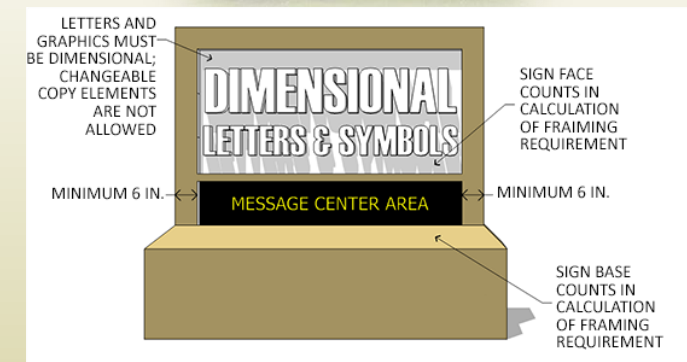 LETTERS AND
GRAPHICS MUST
BE DIMENSIONAL;
CHANGEABLE
COPY ELEMENTS
ARE NOT
ALLOWED
DIMENSIONAL
LETTERS & SYMBOLS
SIGN FACE
COUNTS IN
CALCULATION
OF FRAIMING
REQUIREMENT
MINIMUM 6 IN.
MESSAGE CENTER AREA
MINIMUM 6 IN.
SIGN BASE
COUNTS IN
CALCULATION
OF FRAMING
REQUIREMENT